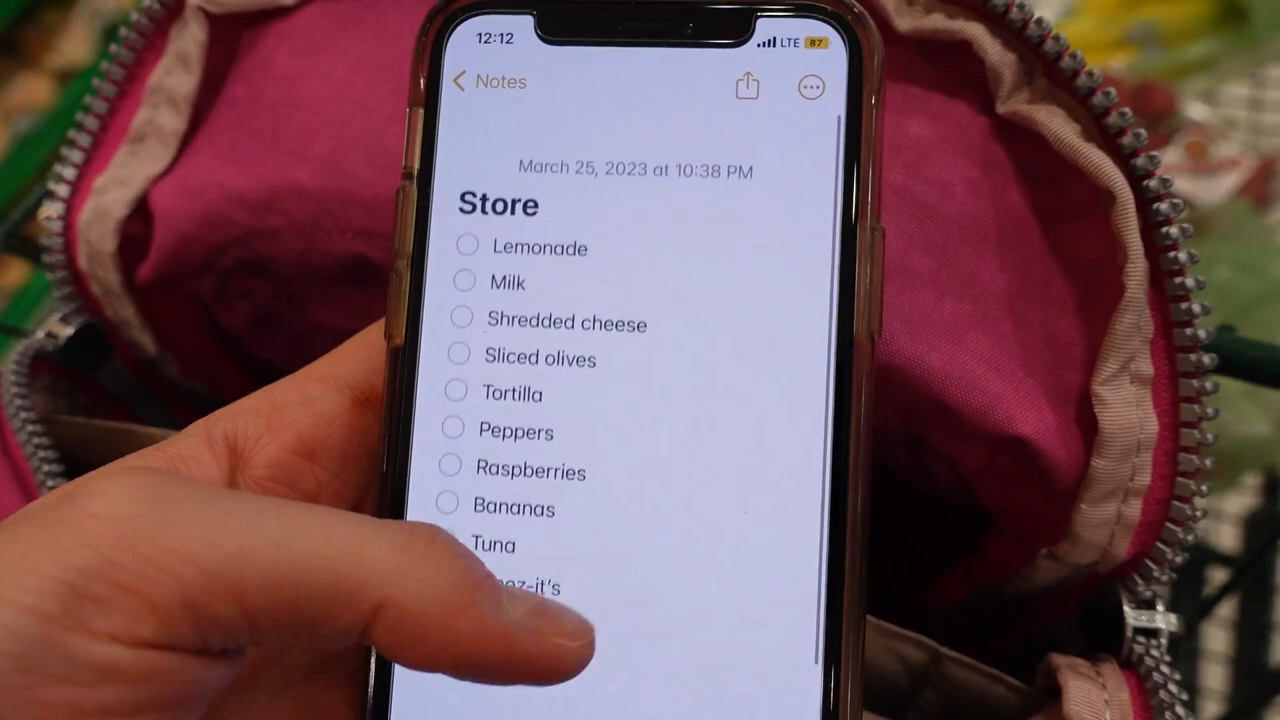 12:12
LTE 87
Notes
March 25, 2023 at 10:38 PM
Store
Lemonade
Milk
Shredded cheese
Sliced olives
Tortilla
Peppers
Raspberries
Bananas
Tuna